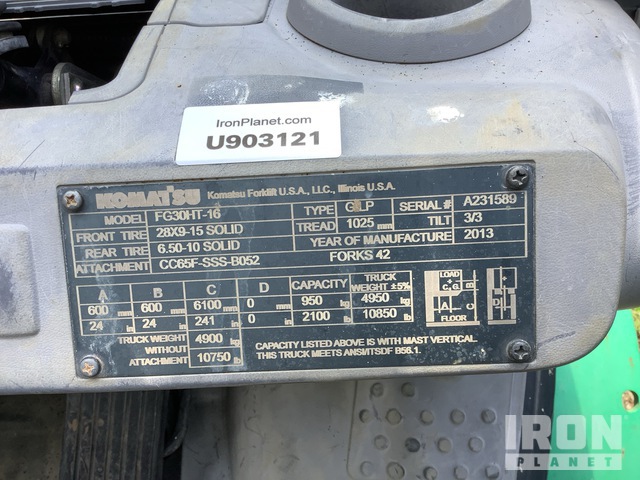 IronPlanet.com
U903121
KOMATSU Komatsu Forklift U.S.A., LLC., Illinois U.S.A.
MODEL FG30HT-16 TYPE G/LP SERIAL# A231589
FRONT TIRE 28X9-15 SOLID TREAD 1025 mm TILT 3/3
REAR TIRE 6.50-10 SOLID YEAR OF MANUFACTURE 2013
ATTACHMENT CC65F-SSS-B052 FORKS 42
A B C D CAPACITY TRUCK WEIGHT ±5%
600 mm 600 mm 6100 mm 0 mm 950 kg 4950 kg
24 in 24 in 241 in 0 in 2100 lb 10850 lb
TRUCK WEIGHT WITHOUT ATTACHMENT 4900 kg
10750 lb
CAPACITY LISTED ABOVE IS WITH MAST VERTICAL.
THIS TRUCK MEETS ANSI/ITSDF B56.1.
LOAD
C.G. B
A C
FLOOR
D
IRON
PLANET